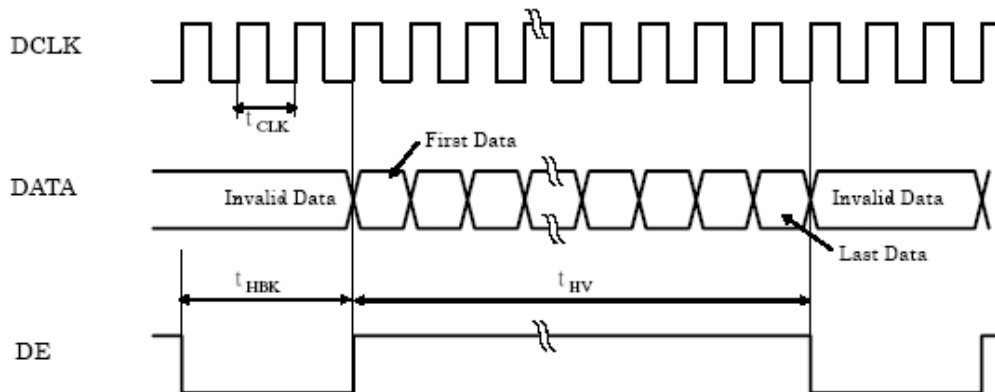 DCLK
t CLK
First Data
DATA
Invalid Data
Invalid Data
Last Data
t HBK
t HV
DE